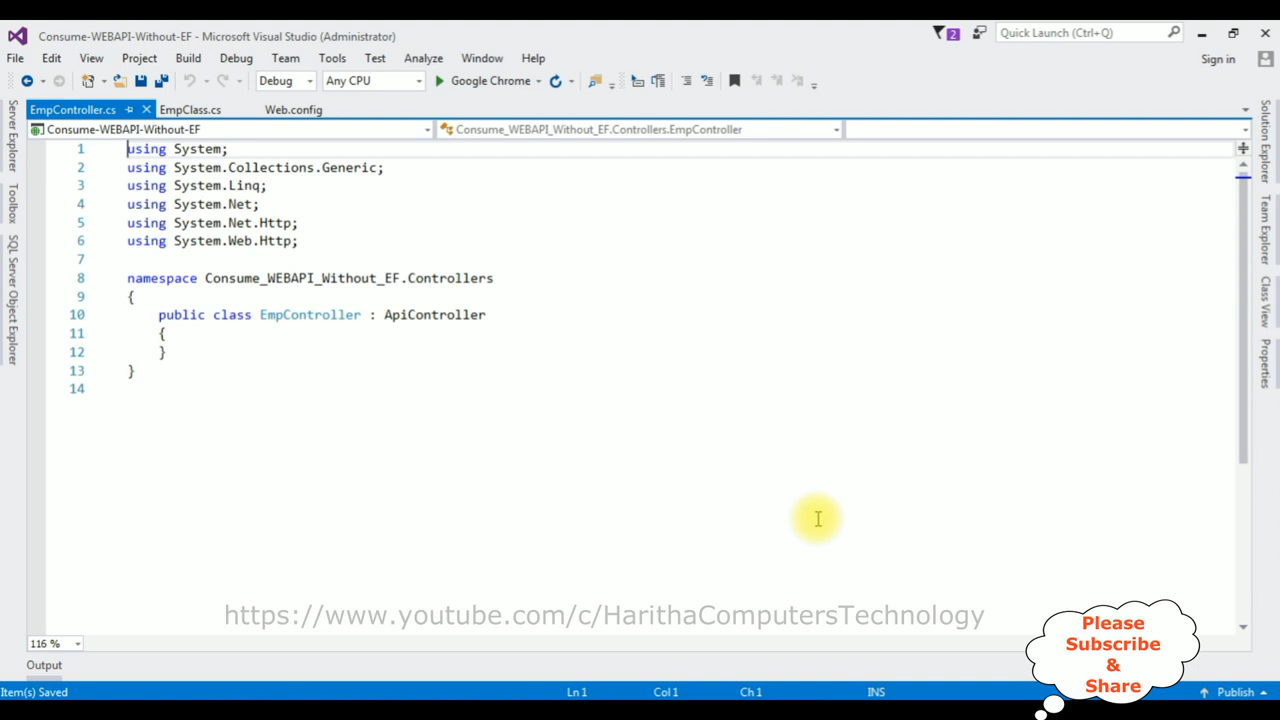 Consume-WEBAPI-Without-EF - Microsoft Visual Studio (Administrator)
2
Quick Launch (Ctrl+Q)
File Edit View Project Build Debug Team Tools Test Analyze Window Help
Sign in
Debug Any CPU Google Chrome
EmpController.cs EmpClass.cs Web.config
Consume-WEBAPI-Without-EF Consume_WEBAPI_Without_EF.Controllers.EmpController
Server Explorer
Toolbox
SQL Server Object Explorer
1 using System;
2 using System.Collections.Generic;
3 using System.Linq;
4 using System.Net;
5 using System.Net.Http;
6 using System.Web.Http;
7
8 namespace Consume_WEBAPI_Without_EF.Controllers
9 {
10 public class EmpController : ApiController
11 {
12 }
13 }
14
Solution Explorer
Team Explorer
Class View
Properties
https://www.youtube.com/c/HarithaComputersTechnology
Please
Subscribe
&
Share
116 %
Output
Item(s) Saved Ln 1 Col 1 Ch 1 INS Publish